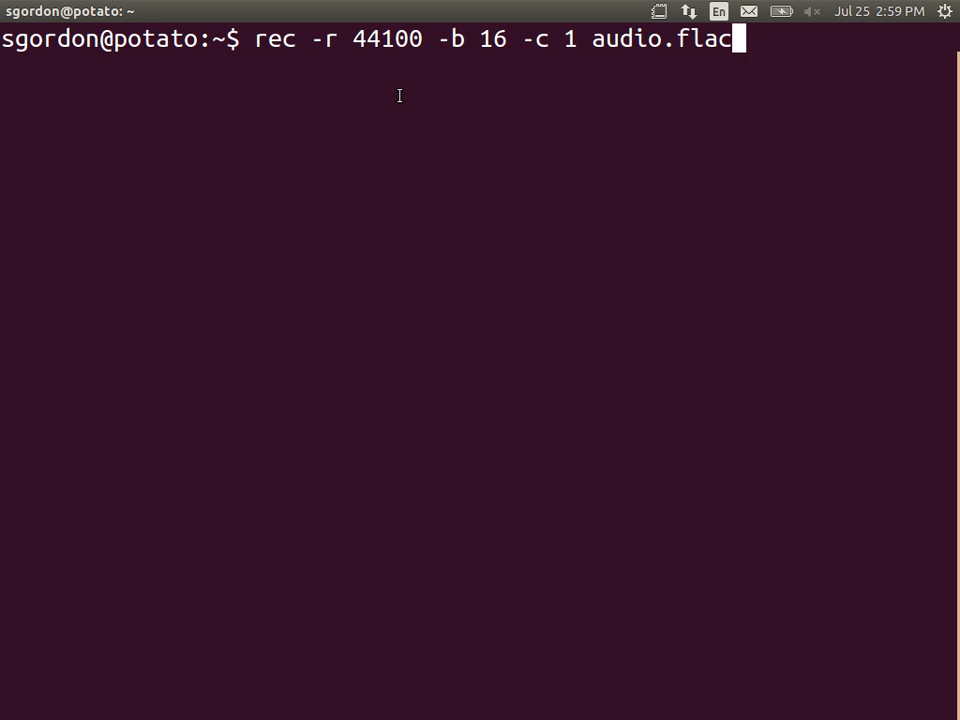 sgordon@potato: ~
En
Jul 25 2:59 PM
sgordon@potato:~$ rec -r 44100 -b 16 -c 1 audio.flac